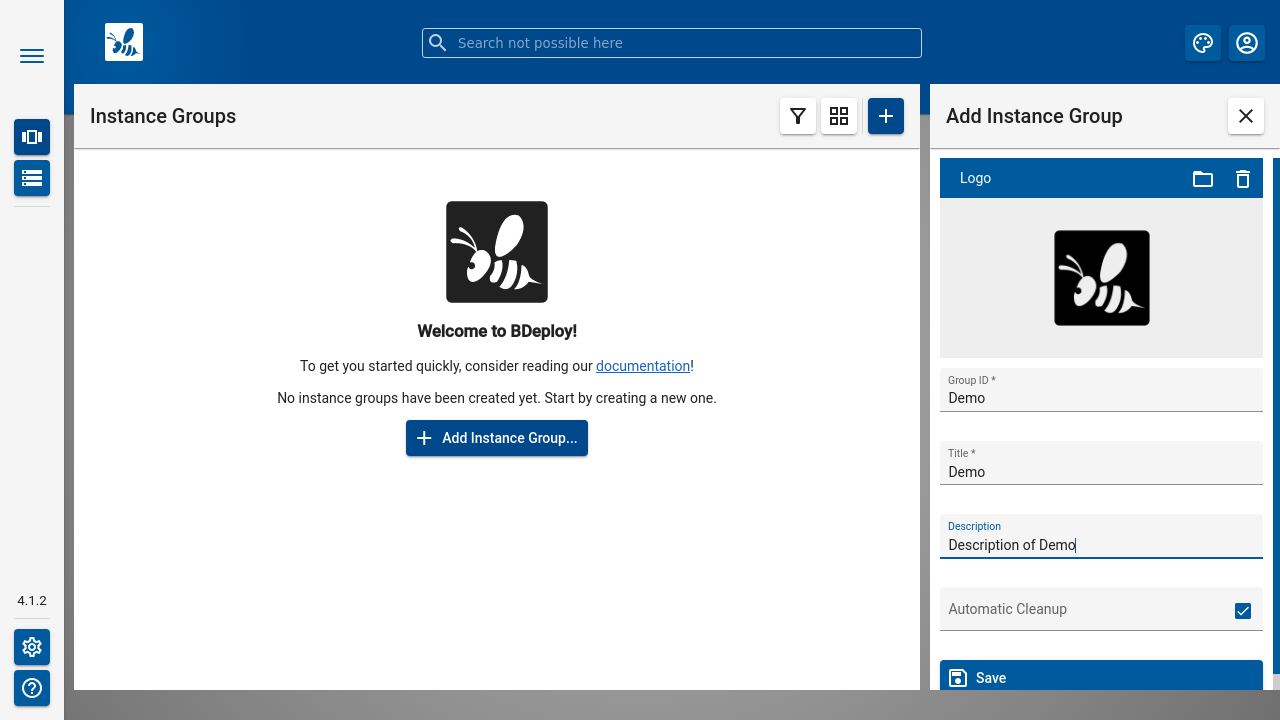 Search not possible here
Instance Groups
Add Instance Group
Logo
Welcome to BDeploy!
To get you started quickly, consider reading our documentation!
No instance groups have been created yet. Start by creating a new one.
Add Instance Group...
Group ID *
Demo
Title *
Demo
Description
Description of Demo
Automatic Cleanup
Save
4.1.2